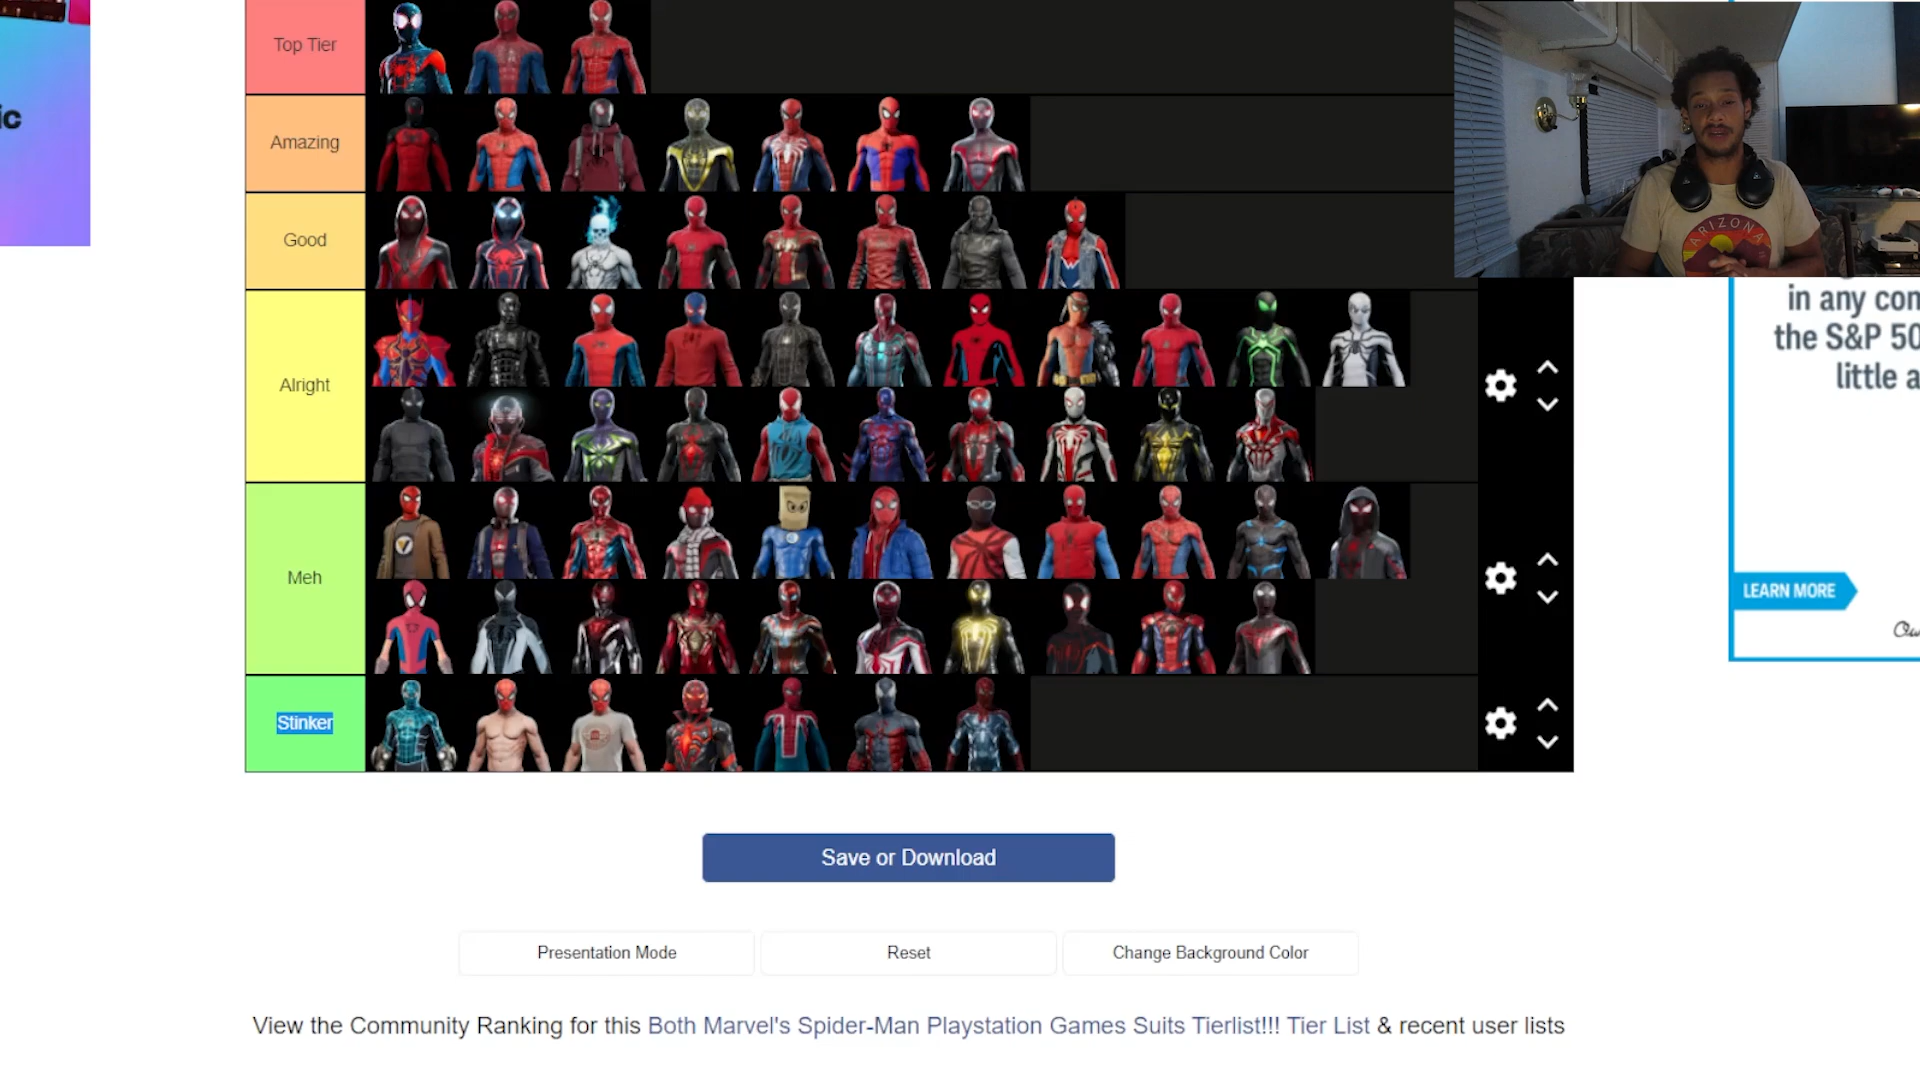 Top Tier
ic
Amazing
ARIZONA
Good
in any con
the S&P 50
little a
Alright
Meh
LEARN MORE
Stinker
Save or Download
Presentation Mode
Reset
Change Background Color
View the Community Ranking for this Both Marvel's Spider-Man Playstation Games Suits Tierlist!!! Tier List & recent user lists